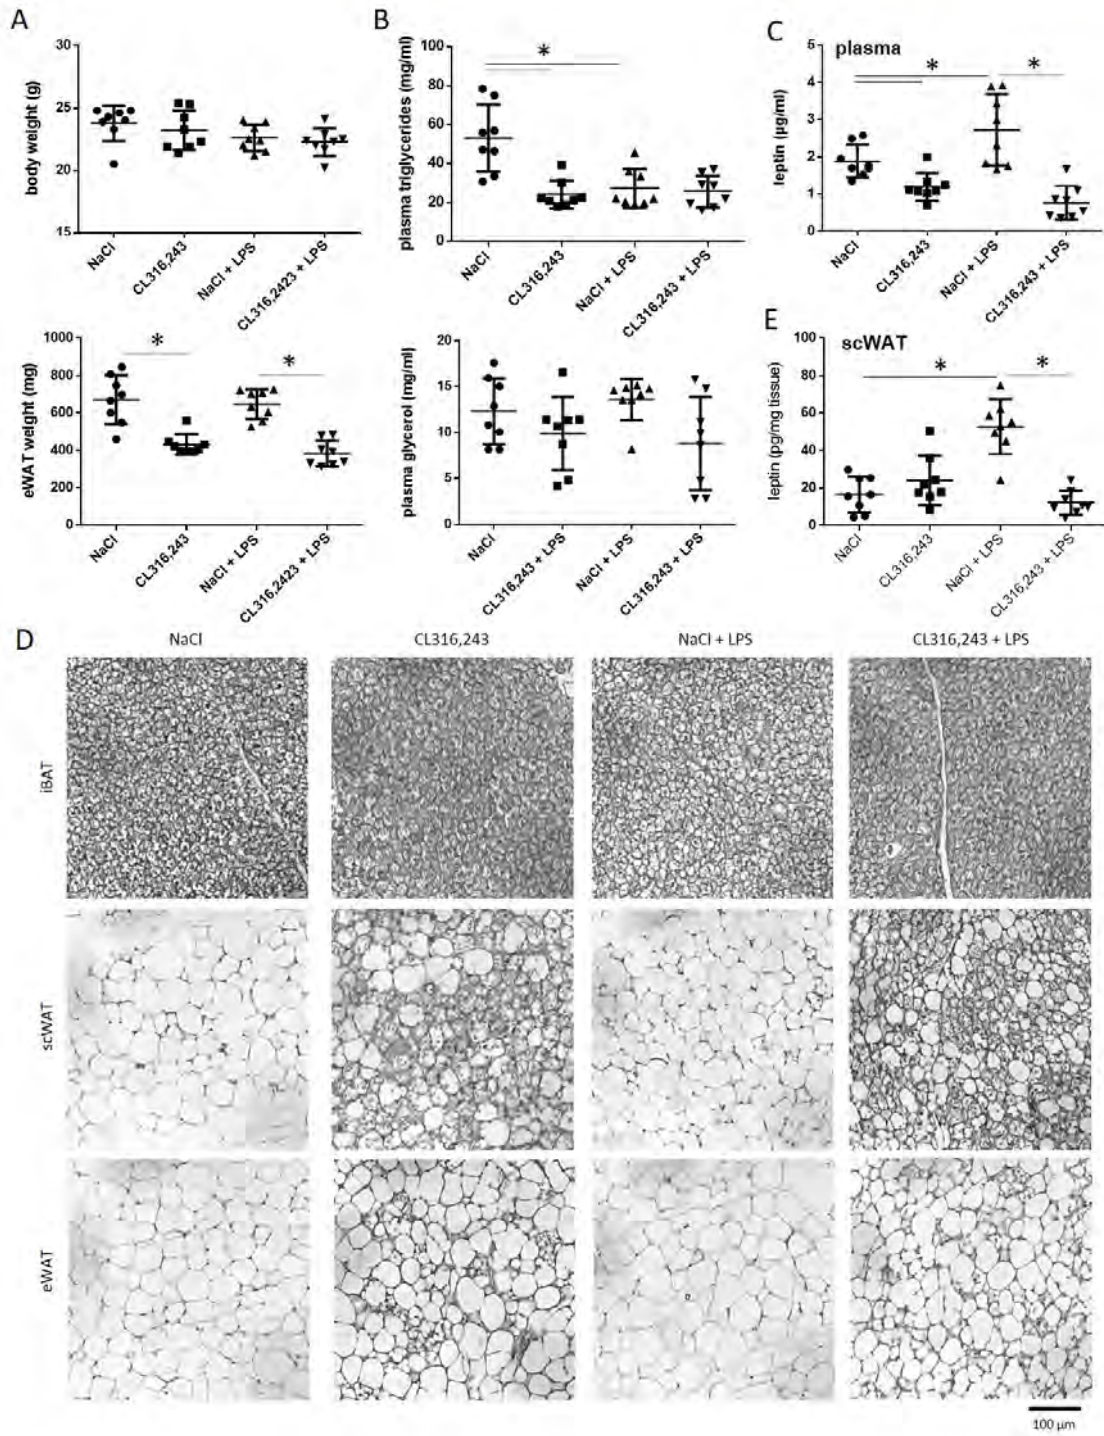 A
body weight (g)
30
25
20
15
NaCl
CL316,243
NaCl + LPS
CL316,2423 + LPS
eWAT weight (mg)
1000
800
600
400
200
0
*
*
NaCl
CL316,243
NaCl + LPS
CL316,2423 + LPS
B
plasma triglycerides (mg/ml)
100
80
60
40
20
0
*
NaCl
CL316,243
NaCl + LPS
CL316,243 + LPS
plasma glycerol (mg/ml)
20
15
10
5
0
NaCl
CL316,243 + LPS
NaCl + LPS
CL316,243 + LPS
C
plasma
leptin (µg/ml)
5
4
3
2
1
0
*
*
NaCl
CL316,243
NaCl + LPS
CL316,243 + LPS
E
scWAT
leptin (pg/mg tissue)
100
80
60
40
20
0
*
*
NaCl
CL316,243
NaCl + LPS
CL316,243 + LPS
D
NaCl
CL316,243
NaCl + LPS
CL316,243 + LPS
iBAT
scWAT
eWAT
100 µm